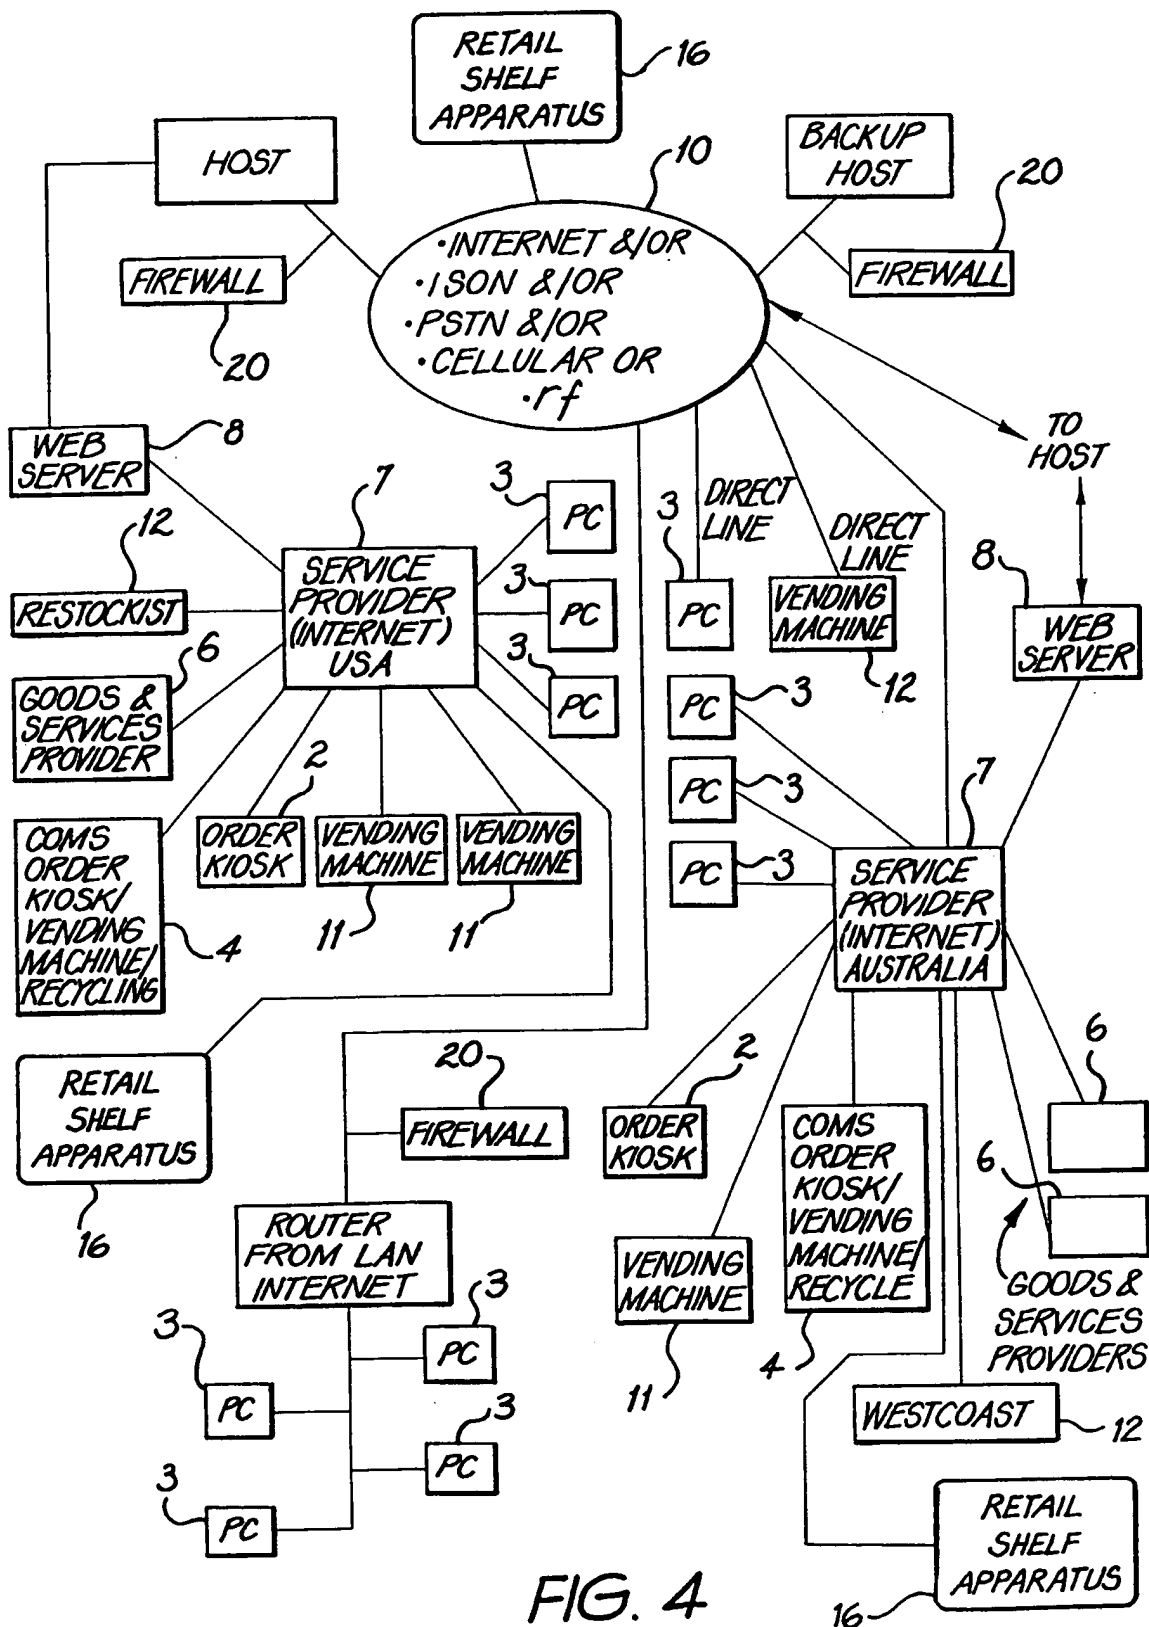 RETAIL
SHELF
APPARATUS
16
HOST
10
BACKUP
HOST
20
FIREWALL
20
• INTERNET &/OR
• ISON &/OR
• PSTN &/OR
• CELLULAR OR
• rf
FIREWALL
TO
HOST
WEB
SERVER
8
7
3
PC
3
DIRECT
LINE
DIRECT
LINE
12
RESTOCKIST
SERVICE
PROVIDER
(INTERNET)
USA
3
PC
3
PC
PC
VENDING
MACHINE
12
8
WEB
SERVER
6
GOODS &
SERVICES
PROVIDER
PC
3
PC
3
PC
3
7
SERVICE
PROVIDER
(INTERNET)
AUSTRALIA
COMS
ORDER
KIOSK/
VENDING
MACHINE/
RECYCLING
4
2
ORDER
KIOSK
VENDING
MACHINE
11
VENDING
MACHINE
11
RETAIL
SHELF
APPARATUS
16
20
FIREWALL
ROUTER
FROM LAN
INTERNET
3
PC
3
PC
3
PC
3
PC
2
ORDER
KIOSK
VENDING
MACHINE
11
COMS
ORDER
KIOSK/
VENDING
MACHINE/
RECYCLE
4
6
6
GOODS &
SERVICES
PROVIDERS
WESTCOAST
12
RETAIL
SHELF
APPARATUS
16
FIG. 4